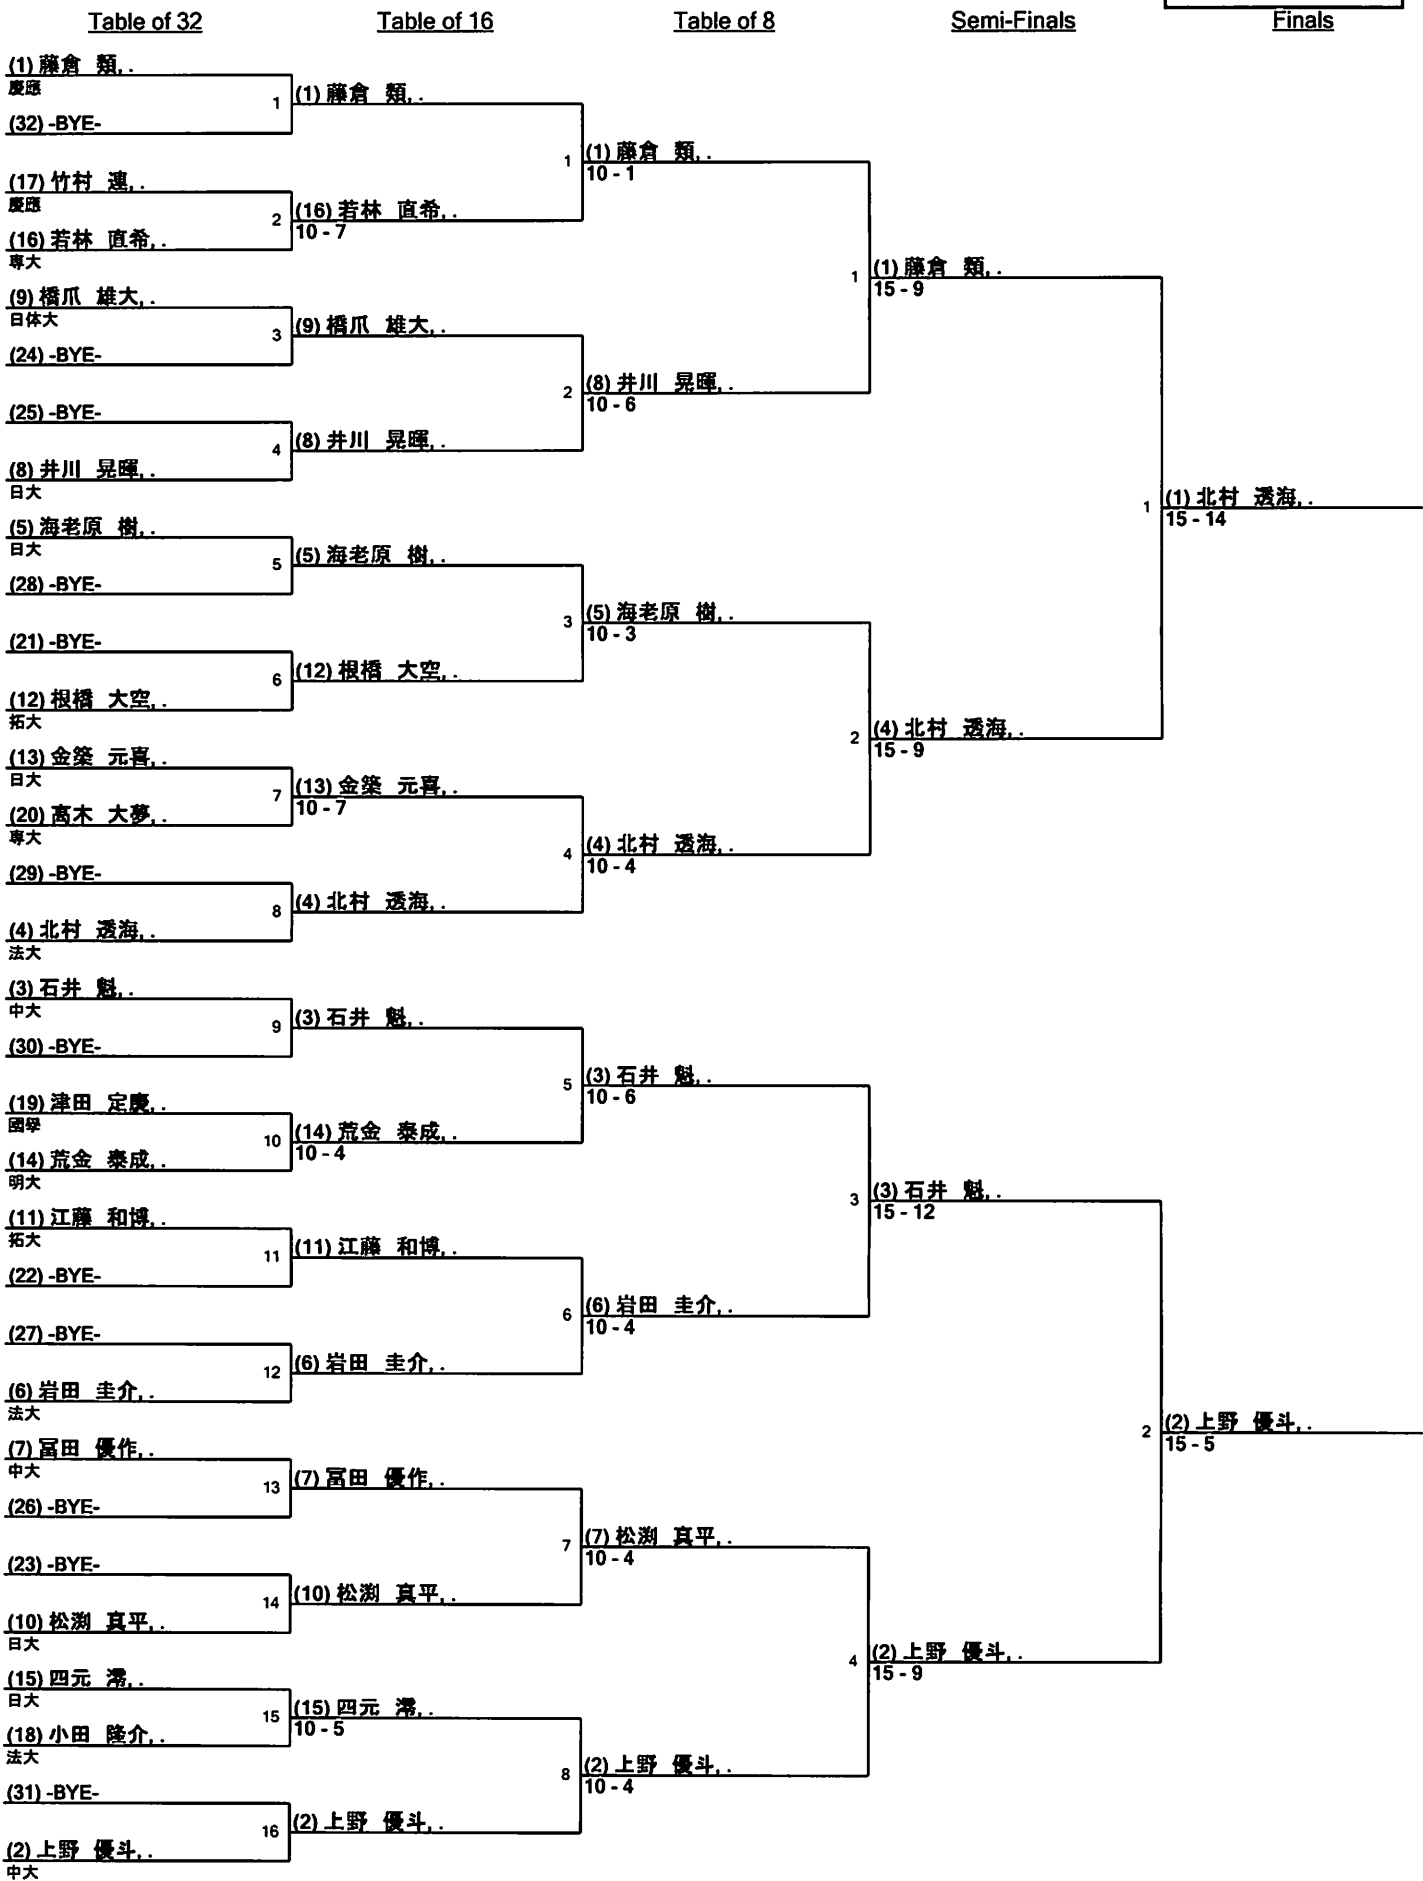 Table of 32
Table of 16
Table of 8
Semi-Finals
Finals
(1) 藤倉 類, .
慶應
(32) -BYE-
(17) 竹村 連, .
慶應
(16) 若林 直希, .
専大
(9) 橋爪 雄大, .
日体大
(24) -BYE-
(25) -BYE-
(8) 井川 晃暉, .
日大
(5) 海老原 樹, .
日大
(28) -BYE-
(21) -BYE-
(12) 根橋 大空, .
拓大
(13) 金築 元喜, .
日大
(20) 髙木 大夢, .
専大
(29) -BYE-
(4) 北村 透海, .
法大
(3) 石井 魁, .
中大
(30) -BYE-
(19) 津田 定慶, .
國學
(14) 荒金 泰成, .
明大
(11) 江藤 和博, .
拓大
(22) -BYE-
(27) -BYE-
(6) 岩田 圭介, .
法大
(7) 冨田 優作, .
中大
(26) -BYE-
(23) -BYE-
(10) 松渕 真平, .
日大
(15) 四元 澪, .
日大
(18) 小田 隆介, .
法大
(31) -BYE-
(2) 上野 優斗, .
中大
1
(1) 藤倉 類, .
2
(16) 若林 直希, .
10 - 7
3
(9) 橋爪 雄大, .
4
(8) 井川 晃暉, .
5
(5) 海老原 樹, .
6
(12) 根橋 大空, .
7
(13) 金築 元喜, .
10 - 7
8
(4) 北村 透海, .
9
(3) 石井 魁, .
10
(14) 荒金 泰成, .
10 - 4
11
(11) 江藤 和博, .
12
(6) 岩田 圭介, .
13
(7) 冨田 優作, .
14
(10) 松渕 真平, .
15
(15) 四元 澪, .
10 - 5
16
(2) 上野 優斗, .
1
(1) 藤倉 類, .
10 - 1
2
(8) 井川 晃暉, .
10 - 6
3
(5) 海老原 樹, .
10 - 3
4
(4) 北村 透海, .
10 - 4
5
(3) 石井 魁, .
10 - 6
6
(6) 岩田 圭介, .
10 - 4
7
(7) 松渕 真平, .
10 - 4
8
(2) 上野 優斗, .
10 - 4
1
(1) 藤倉 類, .
15 - 9
2
(4) 北村 透海, .
15 - 9
3
(3) 石井 魁, .
15 - 12
4
(2) 上野 優斗, .
15 - 9
1
(1) 北村 透海, .
15 - 14
2
(2) 上野 優斗, .
15 - 5